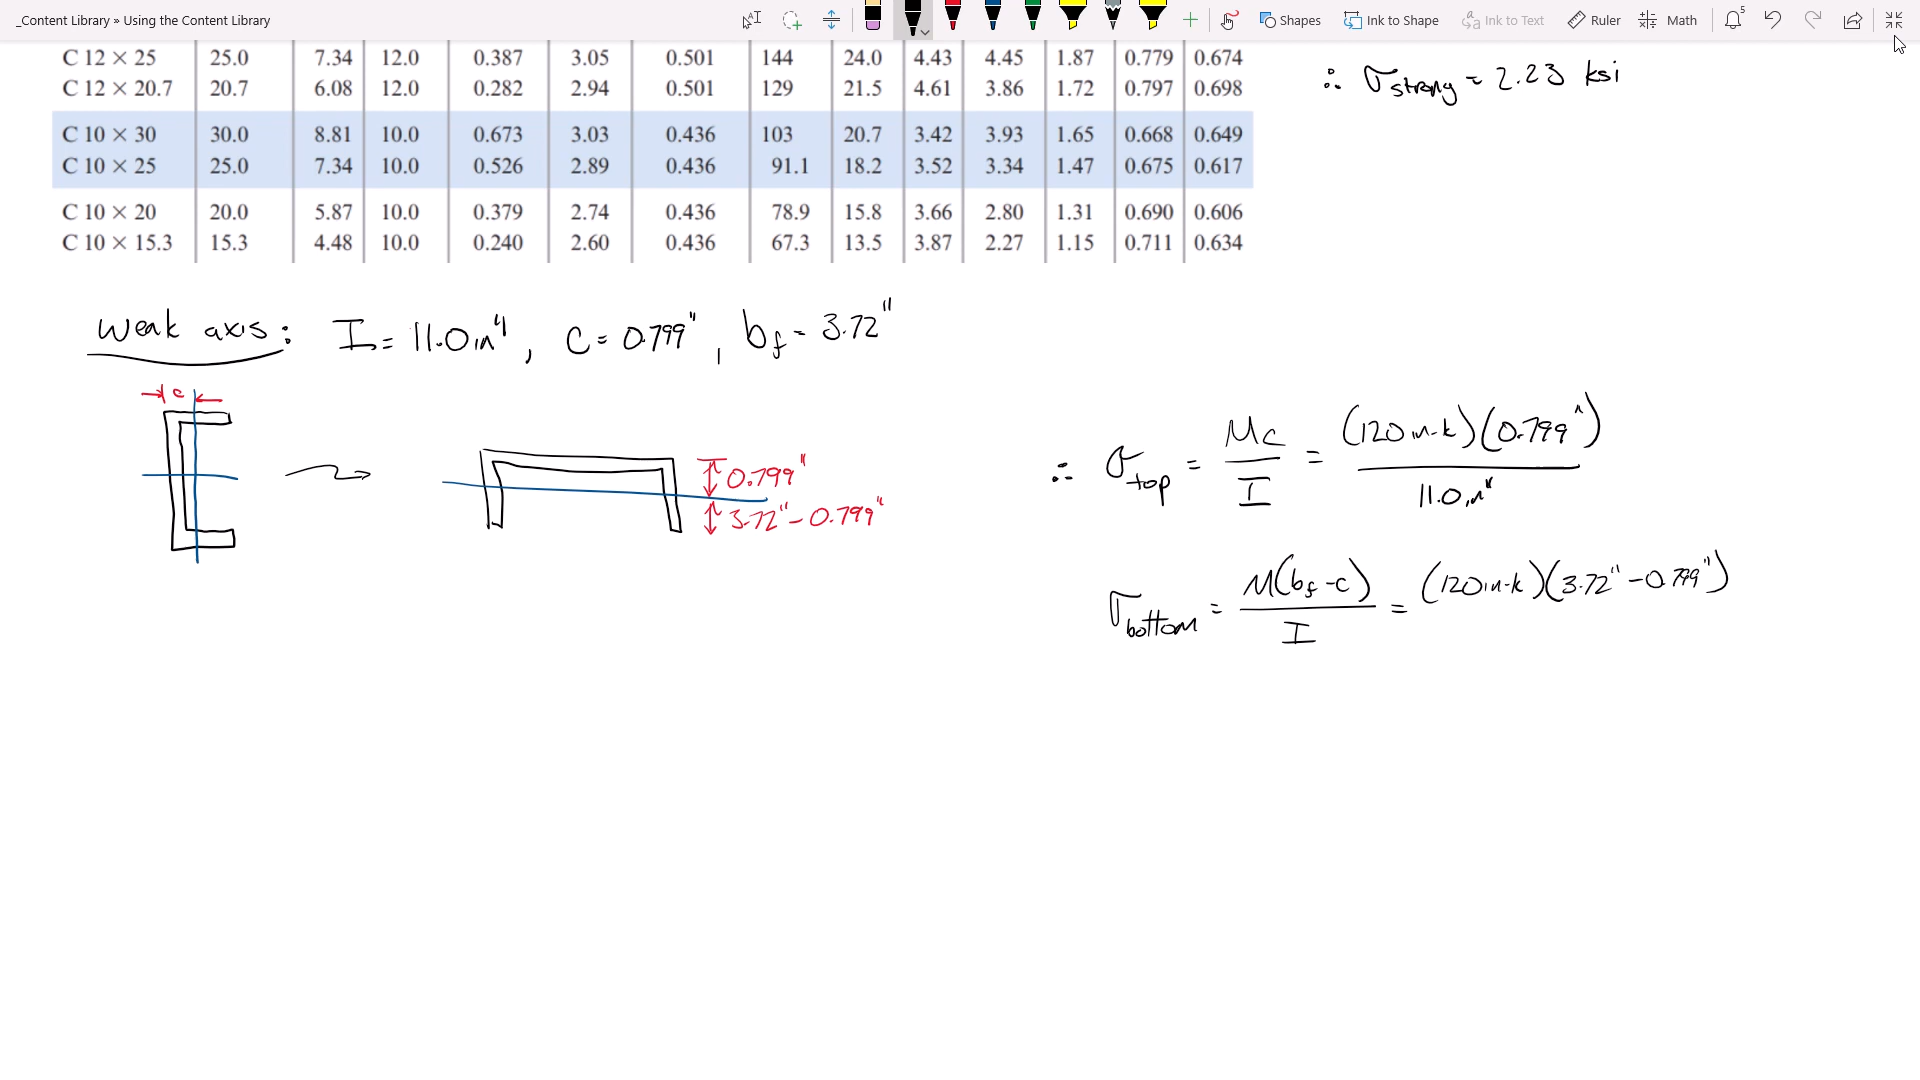 _Content Library » Using the Content Library
Shapes Ink to Shape Ink to Text Ruler Math 5
C 12 × 25 25.0 7.34 12.0 0.387 3.05 0.501 144 24.0 4.43 4.45 1.87 0.779 0.674
C 12 × 20.7 20.7 6.08 12.0 0.282 2.94 0.501 129 21.5 4.61 3.86 1.72 0.797 0.698
C 10 × 30 30.0 8.81 10.0 0.673 3.03 0.436 103 20.7 3.42 3.93 1.65 0.668 0.649
C 10 × 25 25.0 7.34 10.0 0.526 2.89 0.436 91.1 18.2 3.52 3.34 1.47 0.675 0.617
C 10 × 20 20.0 5.87 10.0 0.379 2.74 0.436 78.9 15.8 3.66 2.80 1.31 0.690 0.606
C 10 × 15.3 15.3 4.48 10.0 0.240 2.60 0.436 67.3 13.5 3.87 2.27 1.15 0.711 0.634
∴ σstrong = 2.23 ksi
Weak axis: I = 11.0 in⁴, c = 0.799", bf = 3.72"
c
0.799"
3.72" - 0.799"
∴ σtop = Mc / I = (120 in-k)(0.799") / 11.0 in⁴
σbottom = M(bf - c) / I = (120 in-k)(3.72" - 0.799")